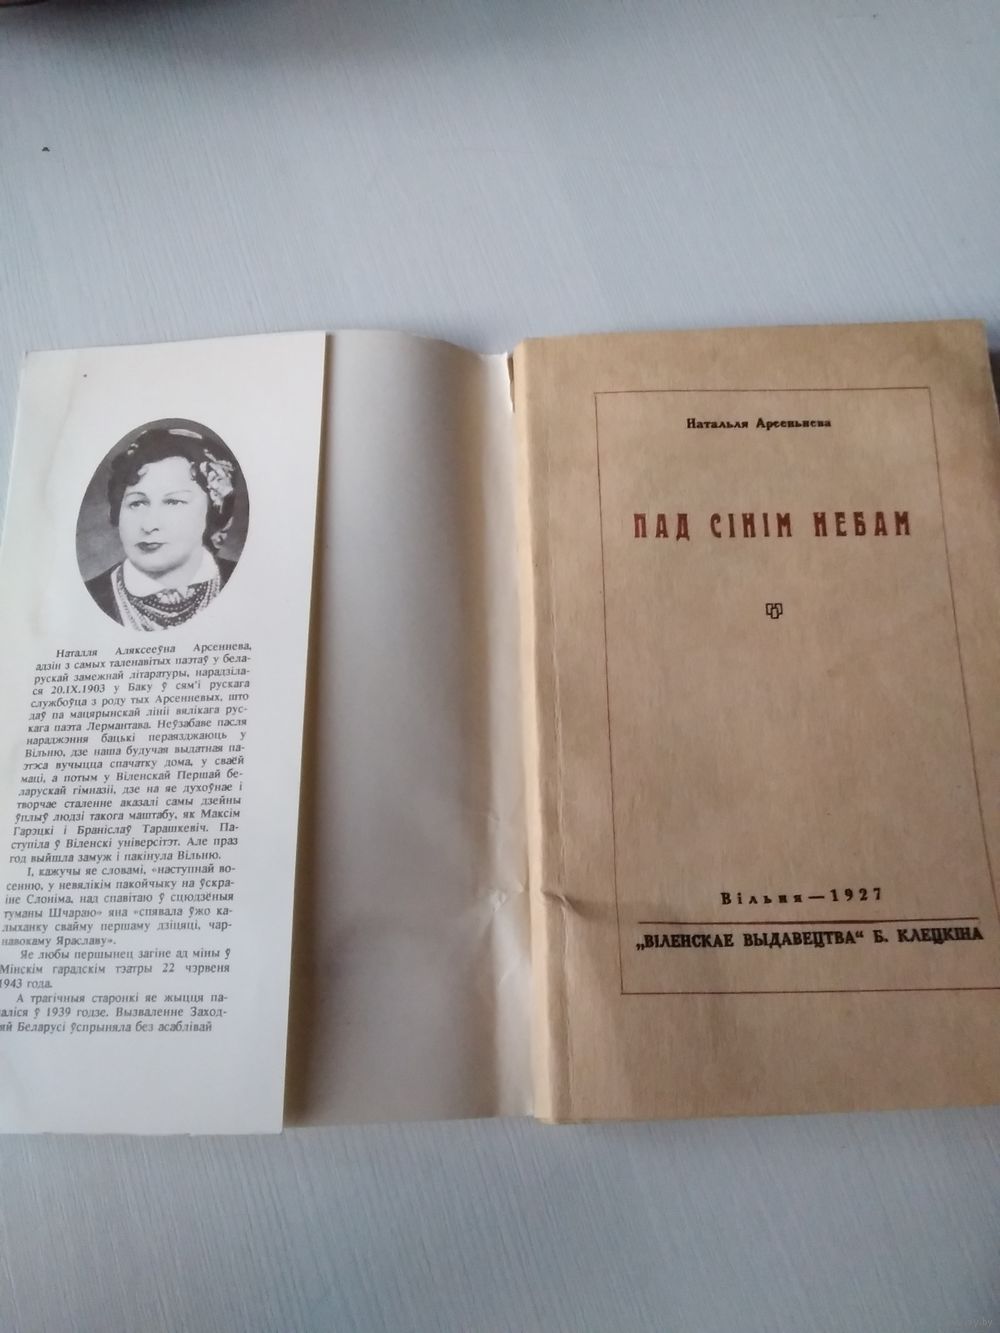 Наталля Аляксееўна Арсеннева,
адзін з самых таленавітых паэтаў у бела-
рускай замежнай літаратуры, нарадзіла-
ся 20.IX.1903 у Баку ў сям'і рускага
службоўца з роду тых Арсенневых, што
даў па мацярынскай лініі вялікага рус-
кага паэта Лермантава. Неўзабаве пасля
нараджэння бацькі пераязджаюць у
Вільню, дзе наша будучая выдатная па-
этэса вучыцца спачатку дома, у сваёй
маці, а потым у Віленскай Першай бе-
ларускай гімназіі, дзе на яе духоўнае і
творчае сталенне аказалі самы дзейны
ўплыў людзі такога маштабу, як Максім
Гарэцкі і Браніслаў Тарашкевіч. Па-
ступіла ў Віленскі універсітэт. Але праз
год выйшла замуж і пакінула Вільню.
І, кажучы яе словамі, «наступнай во-
сенню, у невялікім пакойчыку на ўскра-
іне Слоніма, над спавітаю ў сцюдзёныя
туманы Шчараю» яна «спявала ўжо ка-
лыханку свайму першаму дзіцяці, чар-
навокаму Яраславу».
Яе любы першынец загіне ад міны ў
Мінскім гарадскім тэатры 22 чэрвеня
1943 года.
А трагічныя старонкі яе жыцця па-
аліся ў 1939 годзе. Вызваленне Заход-
яй Беларусі ўспрыняла без асаблівай
Наталья Арсеньнева
ПАД СІНІМ НЕБАМ
Вільня—1927
„ВІЛЕНСКАЕ ВЫДАВЕЦТВА“ Б. КЛЕЦКІНА